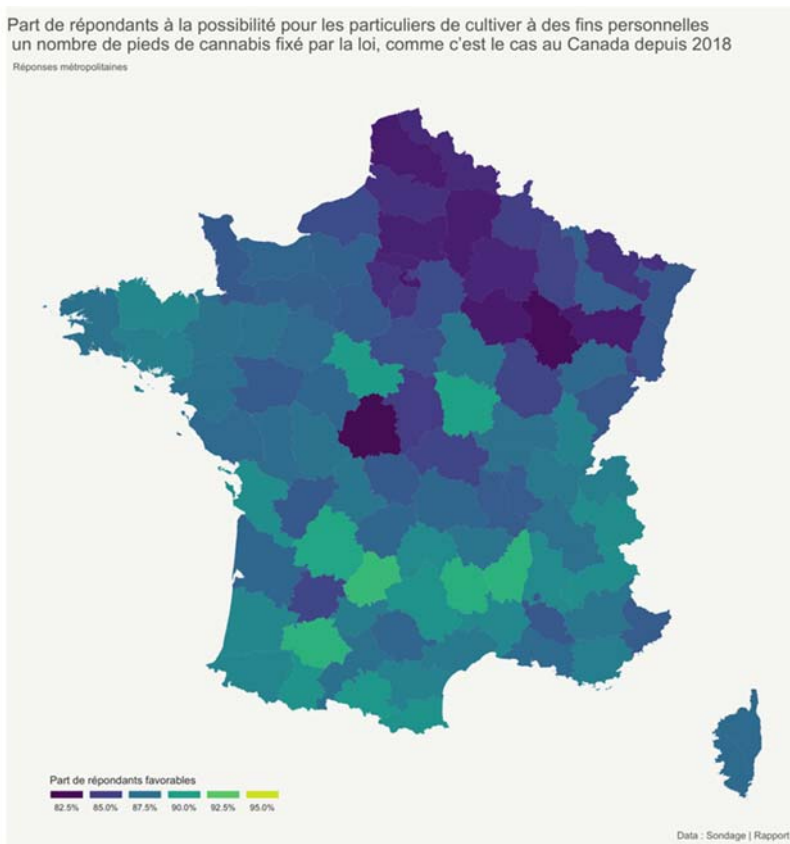 Part de répondants à la possibilité pour les particuliers de cultiver à des fins personnelles
un nombre de pieds de cannabis fixé par la loi, comme c'est le cas au Canada depuis 2018
Réponses métropolitaines
Part de répondants favorables
82.5% 85.0% 87.5% 90.0% 92.5% 95.0%
Data : Sondage | Rapport